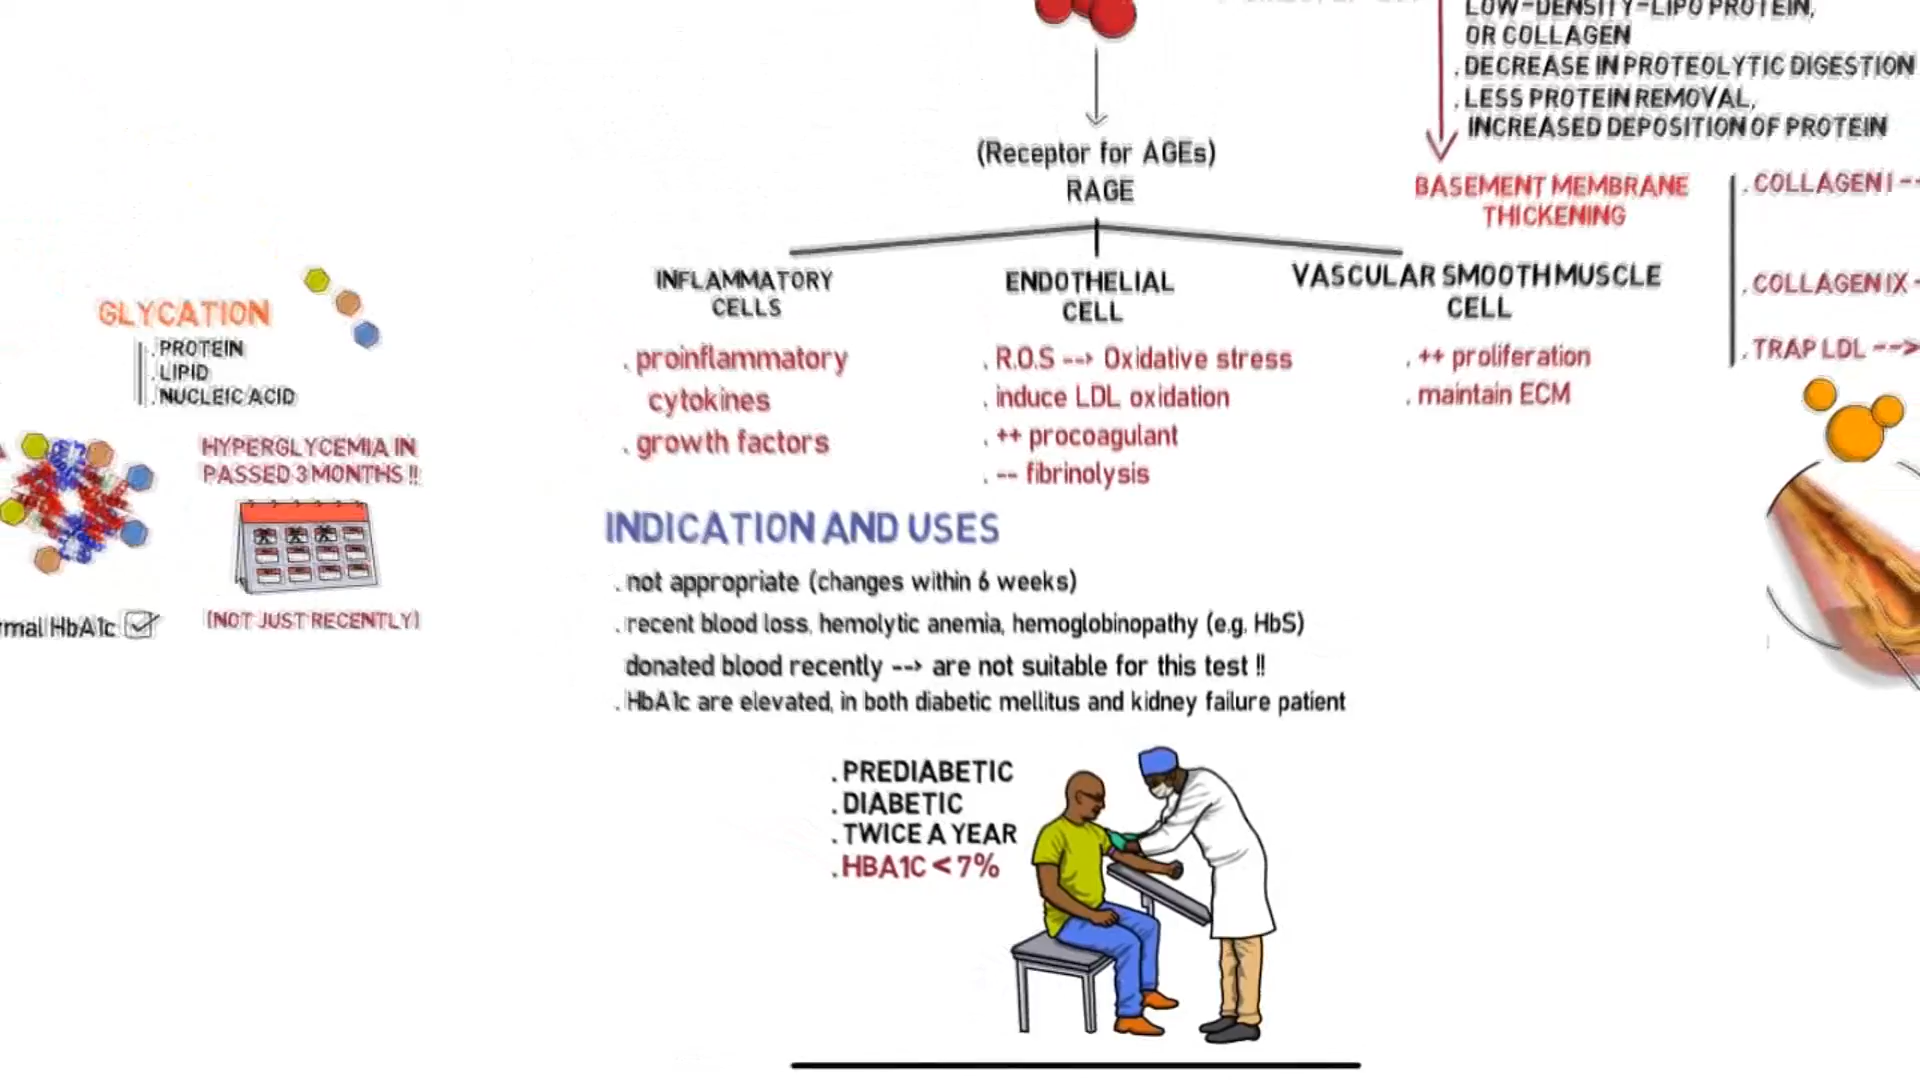 LOW-DENSITY-LIPO PROTEIN,
OR COLLAGEN
. DECREASE IN PROTEOLYTIC DIGESTION
. LESS PROTEIN REMOVAL,
INCREASED DEPOSITION OF PROTEIN
BASEMENT MEMBRANE
THICKENING
. COLLAGEN I --
. COLLAGEN IX -
. TRAP LDL -->
(Receptor for AGEs)
RAGE
INFLAMMATORY
CELLS
. proinflammatory
cytokines
. growth factors
ENDOTHELIAL
CELL
. R.O.S --> Oxidative stress
. induce LDL oxidation
. ++ procoagulant
. -- fibrinolysis
VASCULAR SMOOTH MUSCLE
CELL
. ++ proliferation
. maintain ECM
GLYCATION
. PROTEIN
. LIPID
. NUCLEIC ACID
HYPERGLYCEMIA IN
PASSED 3 MONTHS !!
(NOT JUST RECENTLY)
rmal HbA1c
INDICATION AND USES
. not appropriate (changes within 6 weeks)
. recent blood loss, hemolytic anemia, hemoglobinopathy (e.g. HbS)
donated blood recently --> are not suitable for this test !!
. HbA1c are elevated, in both diabetic mellitus and kidney failure patient
. PREDIABETIC
. DIABETIC
. TWICE A YEAR
. HBA1C < 7%